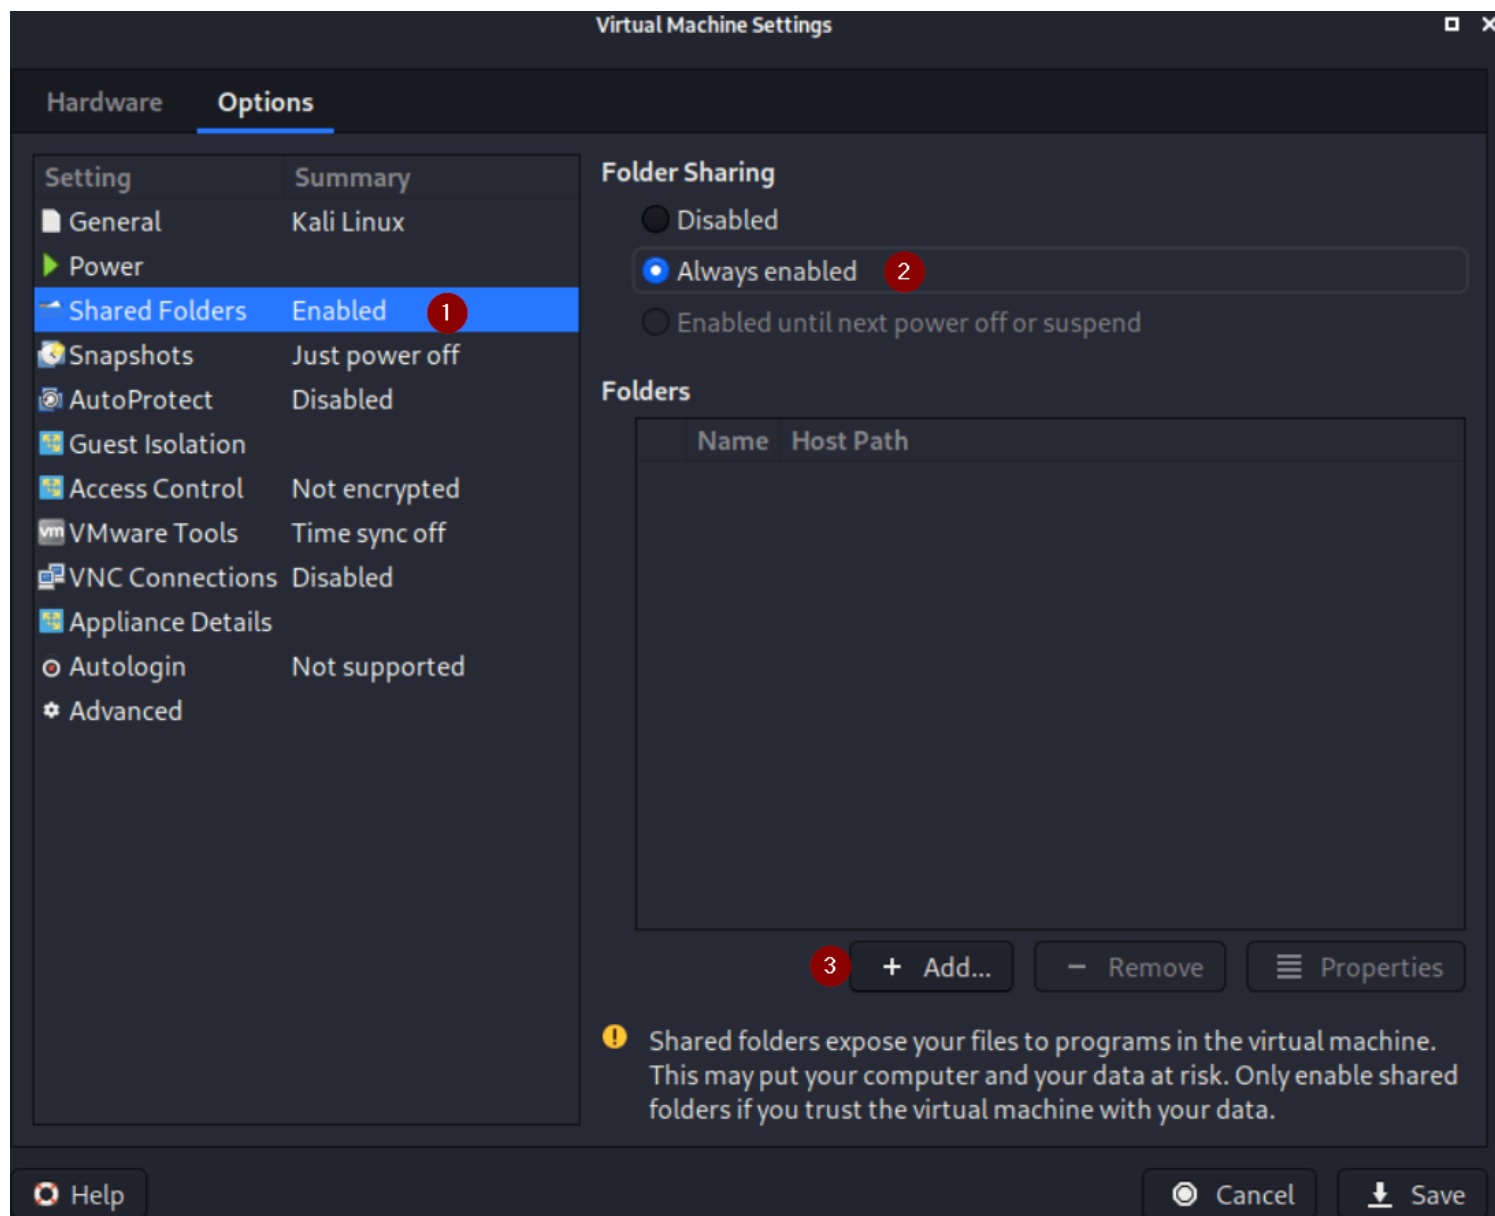 Virtual Machine Settings
Hardware Options
Setting Summary
General Kali Linux
Power
Shared Folders Enabled 1
Snapshots Just power off
AutoProtect Disabled
Guest Isolation
Access Control Not encrypted
vm VMware Tools Time sync off
VNC Connections Disabled
Appliance Details
Autologin Not supported
Advanced
Folder Sharing
Disabled
Always enabled 2
Enabled until next power off or suspend
Folders
Name Host Path
3 + Add... − Remove Properties
! Shared folders expose your files to programs in the virtual machine.
This may put your computer and your data at risk. Only enable shared
folders if you trust the virtual machine with your data.
Help Cancel Save